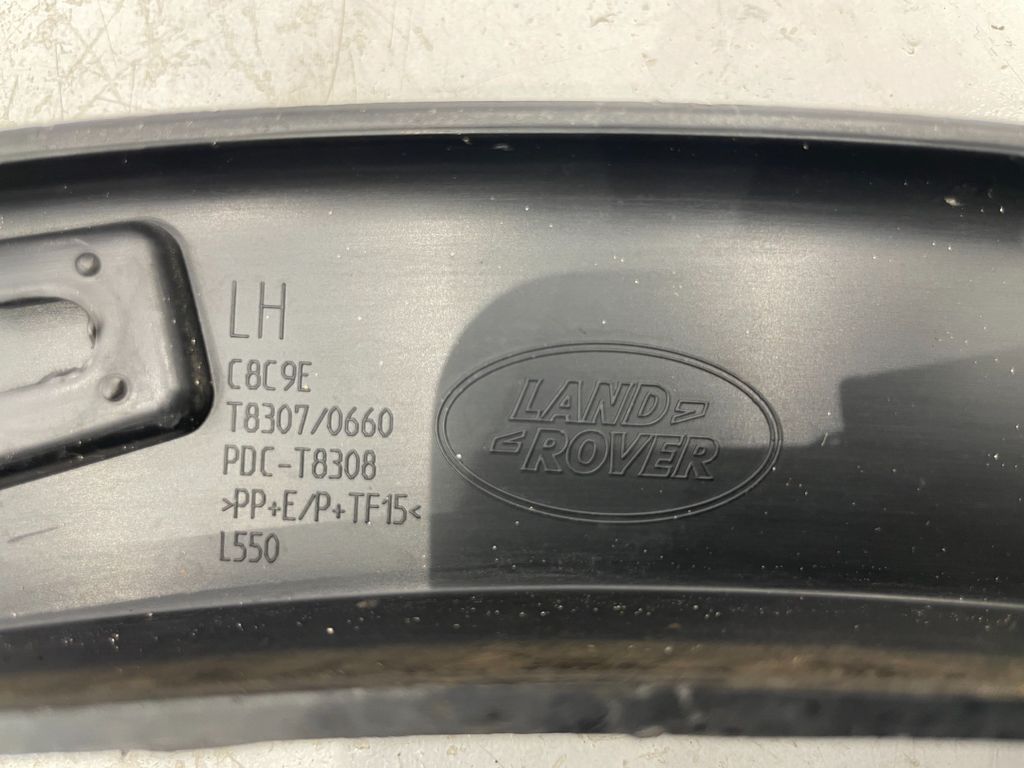 LH
C8C9E
T8307/0660
PDC-T8308
>PP+E/P+TF15<
L550
LAND
ROVER